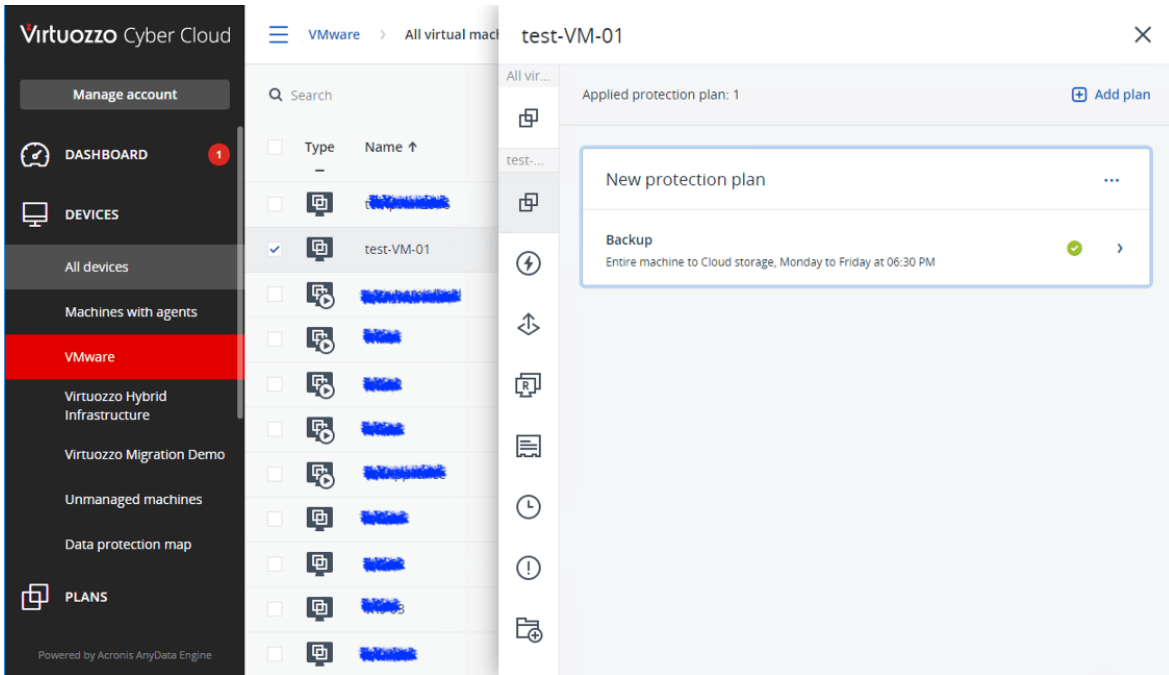 Virtuozzo Cyber Cloud
Manage account
DASHBOARD
1
DEVICES
All devices
Machines with agents
VMware
Virtuozzo Hybrid
Infrastructure
Virtuozzo Migration Demo
Unmanaged machines
Data protection map
PLANS
Powered by Acronis AnyData Engine
VMware > All virtual mac
Search
Type Name ↑
test-VM-01
test-VM-01
All vir...
test-...
R
Applied protection plan: 1
Add plan
New protection plan
...
Backup
Entire machine to Cloud storage, Monday to Friday at 06:30 PM